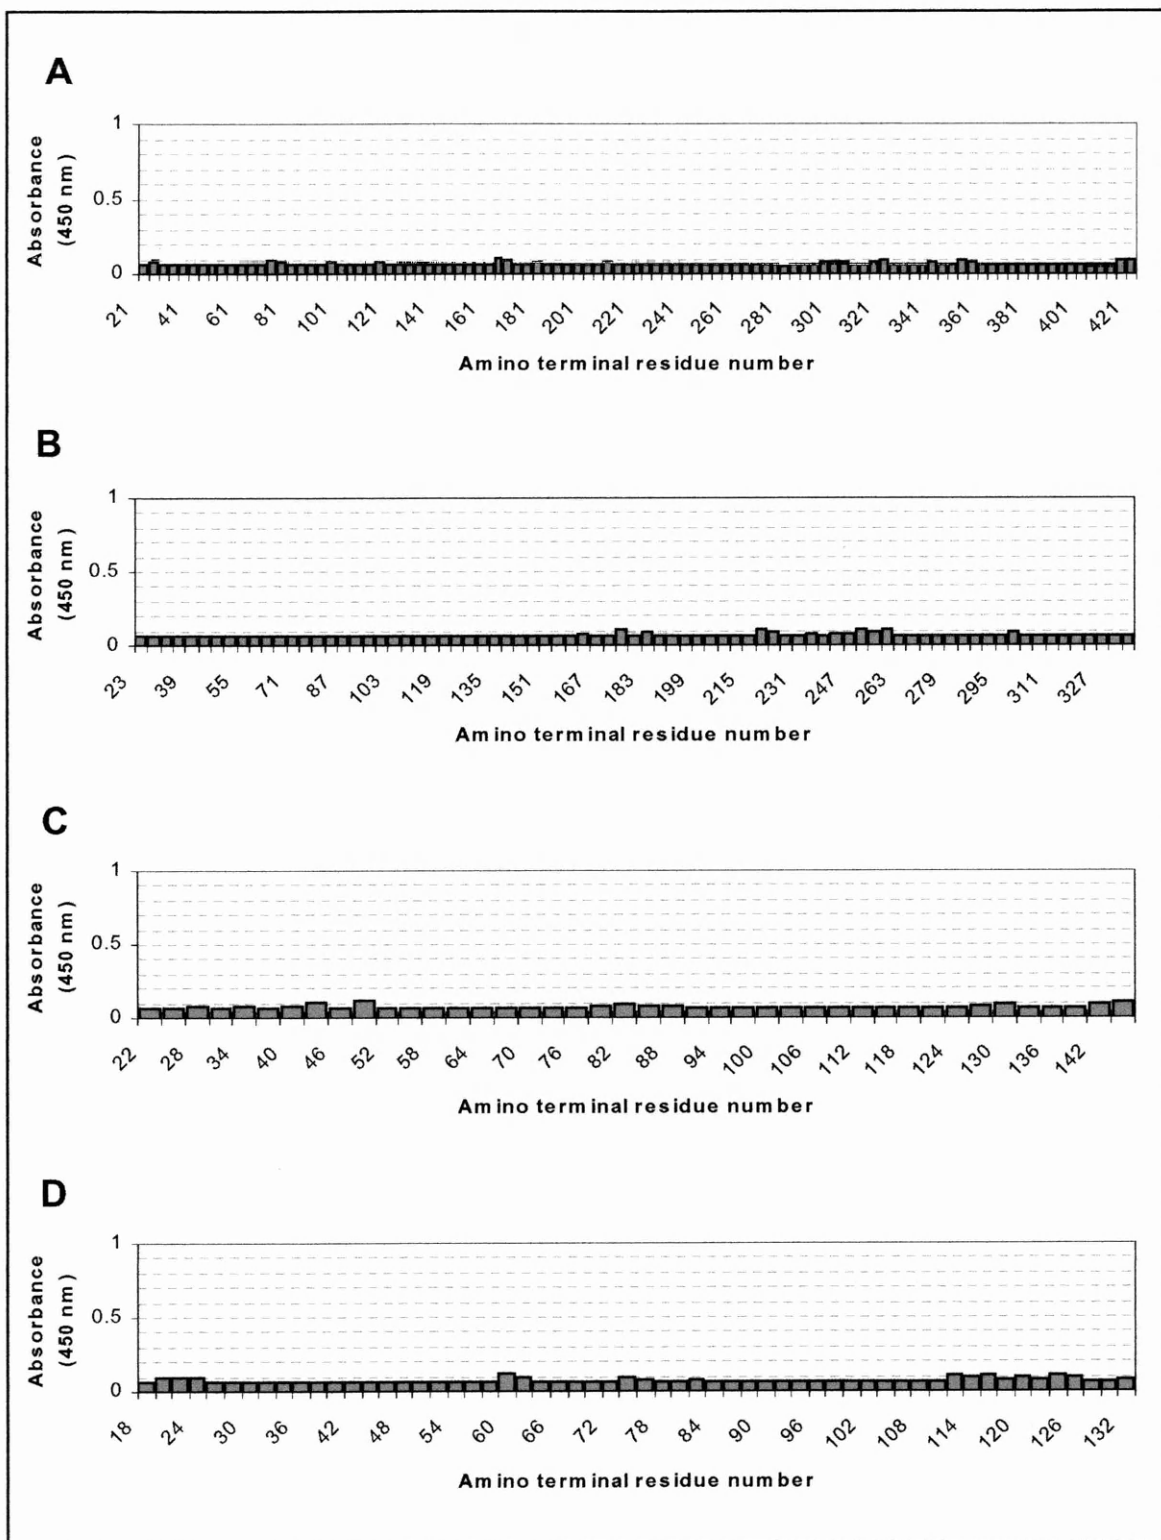 A
Absorbance
(450 nm)
1
0.5
0
21 41 61 81 101 121 141 161 181 201 221 241 261 281 301 321 341 361 381 401 421
Amino terminal residue number
B
Absorbance
(450 nm)
1
0.5
0
23 39 55 71 87 103 119 135 151 167 183 199 215 231 247 263 279 295 311 327
Amino terminal residue number
C
Absorbance
(450 nm)
1
0.5
0
22 28 34 40 46 52 58 64 70 76 82 88 94 100 106 112 118 124 130 136 142
Amino terminal residue number
D
Absorbance
(450 nm)
1
0.5
0
18 24 30 36 42 48 54 60 66 72 78 84 90 96 102 108 114 120 126 132
Amino terminal residue number